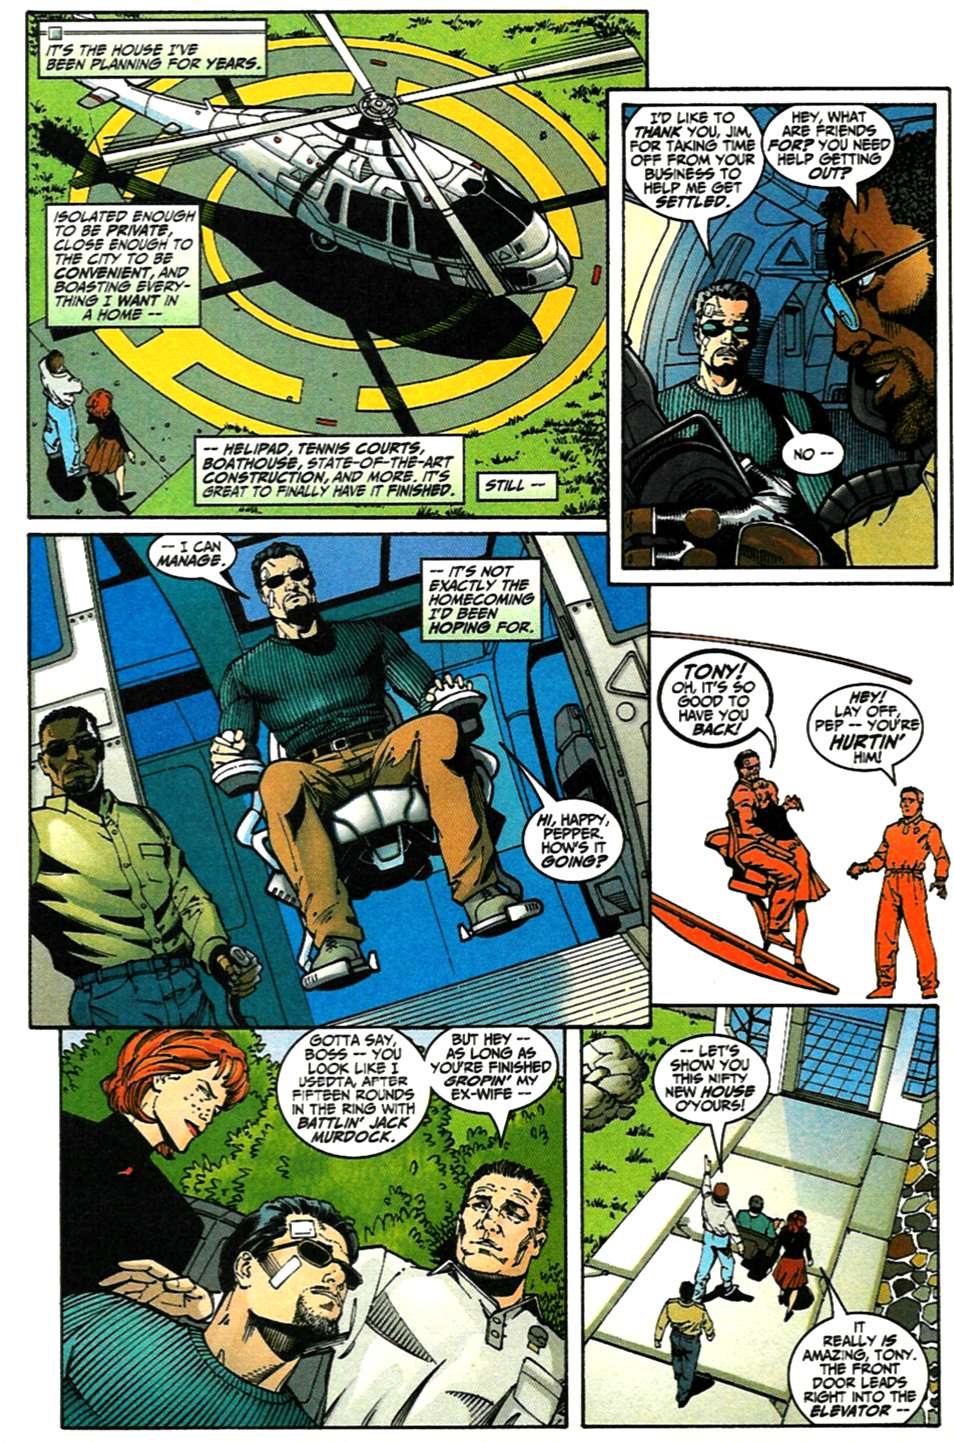 IT'S THE HOUSE I'VE
BEEN PLANNING FOR YEARS.
ISOLATED ENOUGH
TO BE PRIVATE,
CLOSE ENOUGH TO
THE CITY TO BE
CONVENIENT, AND
BOASTING EVERY-
THING I WANT IN
A HOME --
-- HELIPAD, TENNIS COURTS,
BOATHOUSE, STATE-OF-THE-ART
CONSTRUCTION, AND MORE. IT'S
GREAT TO FINALLY HAVE IT FINISHED.
STILL --
I'D LIKE TO
THANK YOU, JIM,
FOR TAKING TIME
OFF FROM YOUR
BUSINESS TO
HELP ME GET
SETTLED.
HEY, WHAT
ARE FRIENDS
FOR? YOU NEED
HELP GETTING
OUT?
NO --
-- I CAN
MANAGE.
-- IT'S NOT
EXACTLY THE
HOMECOMING
I'D BEEN
HOPING FOR.
HI, HAPPY,
PEPPER.
HOW'S IT
GOING?
TONY!
OH, IT'S SO
GOOD TO
HAVE YOU
BACK!
HEY!
LAY OFF,
PEP -- YOU'RE
HURTIN'
HIM!
GOTTA SAY,
BOSS -- YOU
LOOK LIKE I
USEDTA, AFTER
FIFTEEN ROUNDS
IN THE RING WITH
BATTLIN' JACK
MURDOCK.
BUT HEY --
AS LONG AS
YOU'RE FINISHED
GROPIN' MY
EX-WIFE --
-- LET'S
SHOW YOU
THIS NIFTY
NEW HOUSE
O'YOURS!
IT
REALLY IS
AMAZING, TONY.
THE FRONT
DOOR LEADS
RIGHT INTO THE
ELEVATOR --